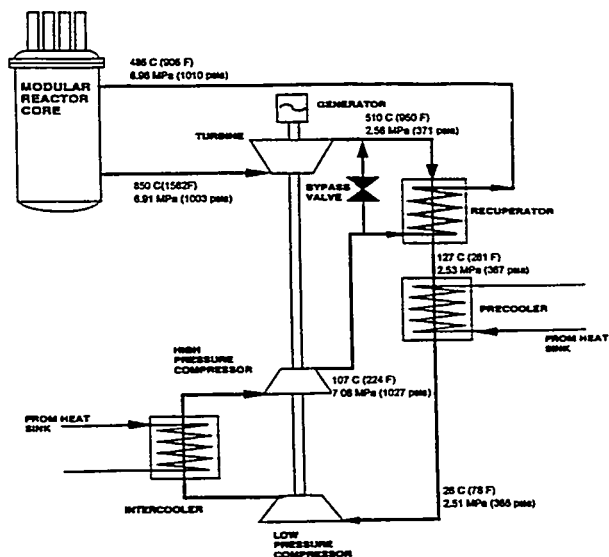 485 C (905 F)
6.96 MPa (1010 psia)
MODULAR
REACTOR
CORE
GENERATOR
TURBINE
510 C (950 F)
2.56 MPa (371 psia)
850 C(1562F)
6.91 MPa (1003 psia)
BYPASS
VALVE
RECUPERATOR
127 C (261 F)
2.53 MPa (367 psia)
PRECOOLER
FROM HEAT
SINK
HIGH
PRESSURE
COMPRESSOR
107 C (224 F)
7.08 MPa (1027 psia)
FROM HEAT
SINK
INTERCOOLER
26 C (78 F)
2.51 MPa (365 psia)
LOW
PRESSURE
COMPRESSOR